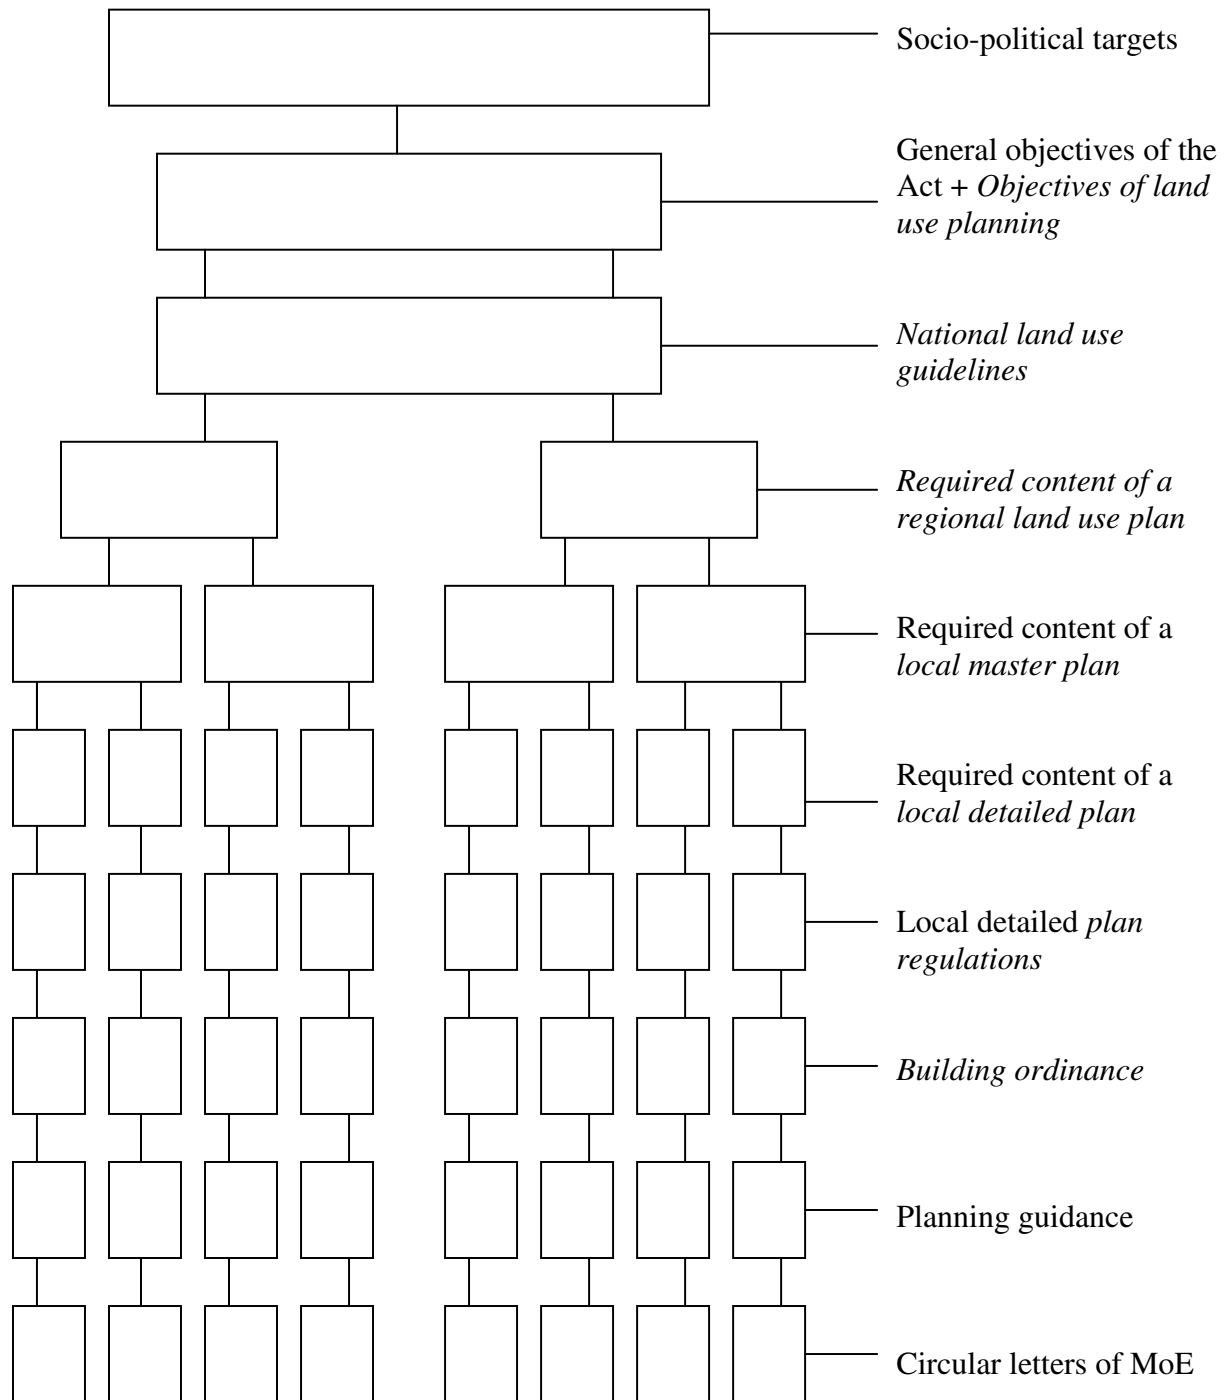 Socio-political targets
General objectives of the
Act + Objectives of land
use planning
National land use
guidelines
Required content of a
regional land use plan
Required content of a
local master plan
Required content of a
local detailed plan
Local detailed plan
regulations
Building ordinance
Planning guidance
Circular letters of MoE